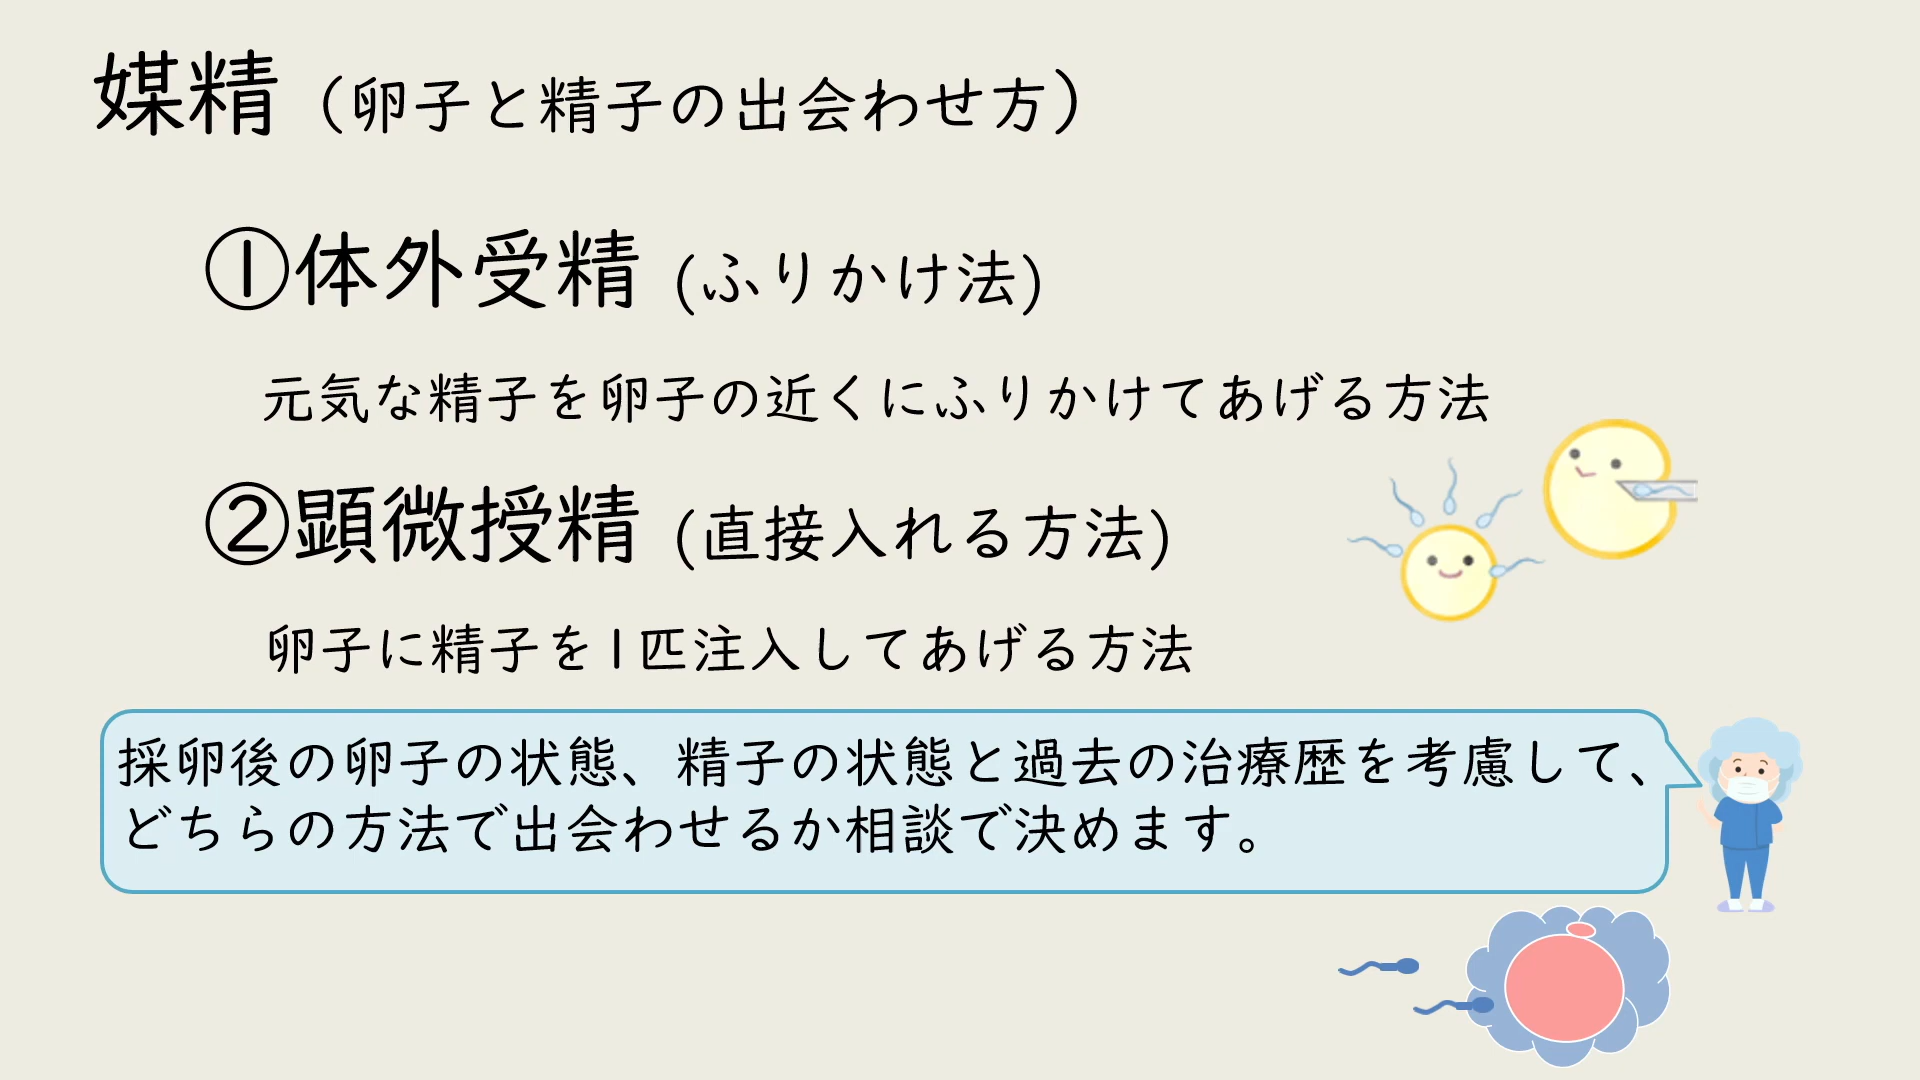 媒精（卵子と精子の出会わせ方）
①体外受精 (ふりかけ法)
元気な精子を卵子の近くにふりかけてあげる方法
②顕微授精 (直接入れる方法)
卵子に精子を1匹注入してあげる方法
採卵後の卵子の状態、精子の状態と過去の治療歴を考慮して、
どちらの方法で出会わせるか相談で決めます。